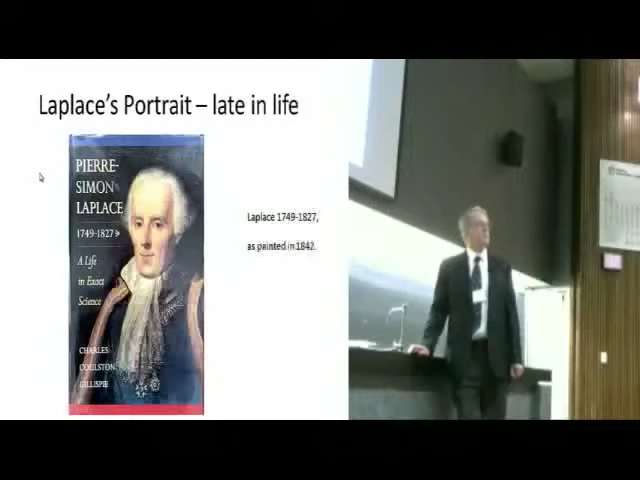 Laplace's Portrait – late in life
PIERRE-
SIMON
LAPLACE
1749-1827
A Life
in Exact
Science
CHARLES
COULSTON
GILLISPIE
Laplace 1749-1827,
as painted in 1842.